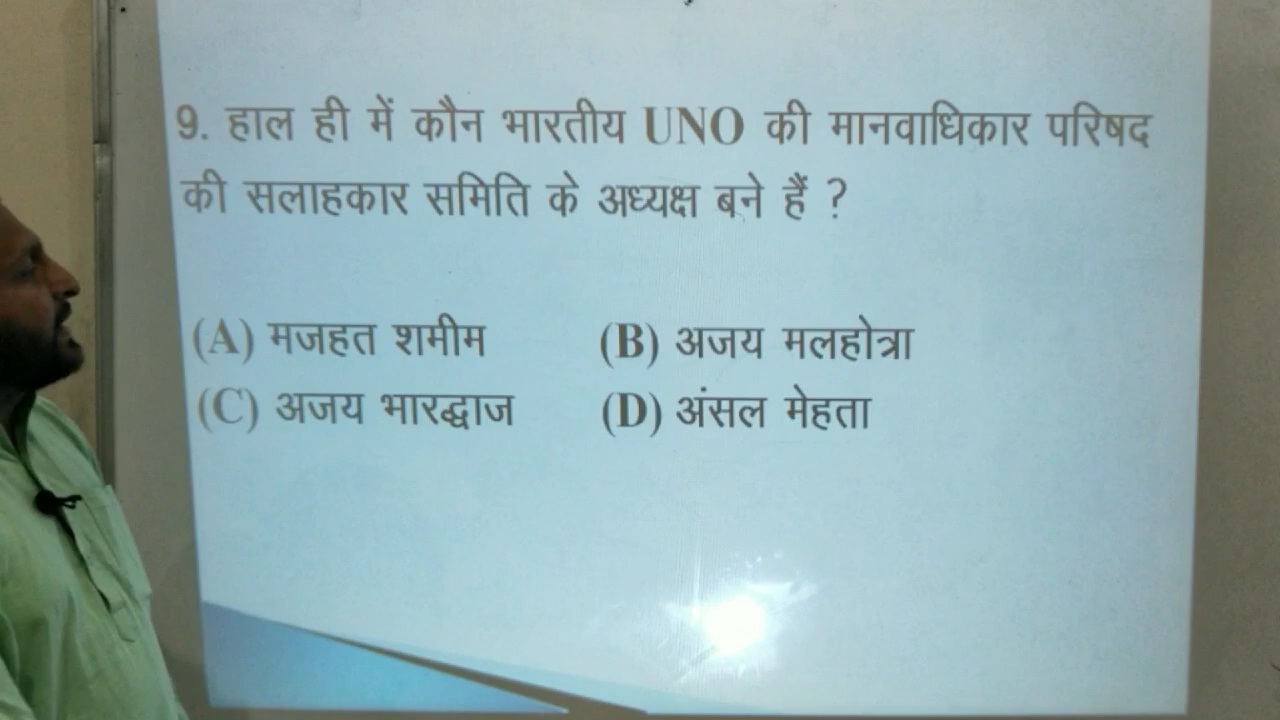 9. हाल ही में कौन भारतीय UNO की मानवाधिकार परिषद
की सलाहकार समिति के अध्यक्ष बने हैं ?
(A) मजहत शमीम (B) अजय मलहोत्रा
(C) अजय भारद्धाज (D) अंसल मेहता